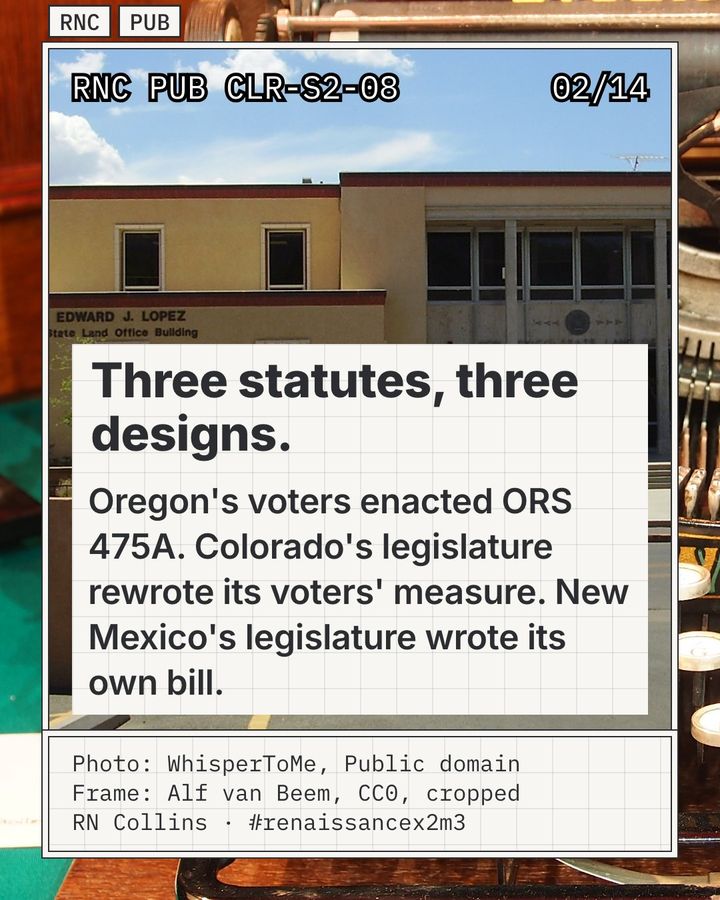 RNC PUB
RNC PUB CLR-S2-08 02/14
EDWARD J. LOPEZ
State Land Office Building
Three statutes, three
designs.
Oregon's voters enacted ORS
475A. Colorado's legislature
rewrote its voters' measure. New
Mexico's legislature wrote its
own bill.
Photo: WhisperToMe, Public domain
Frame: Alf van Beem, CC0, cropped
RN Collins · #renaissancex2m3